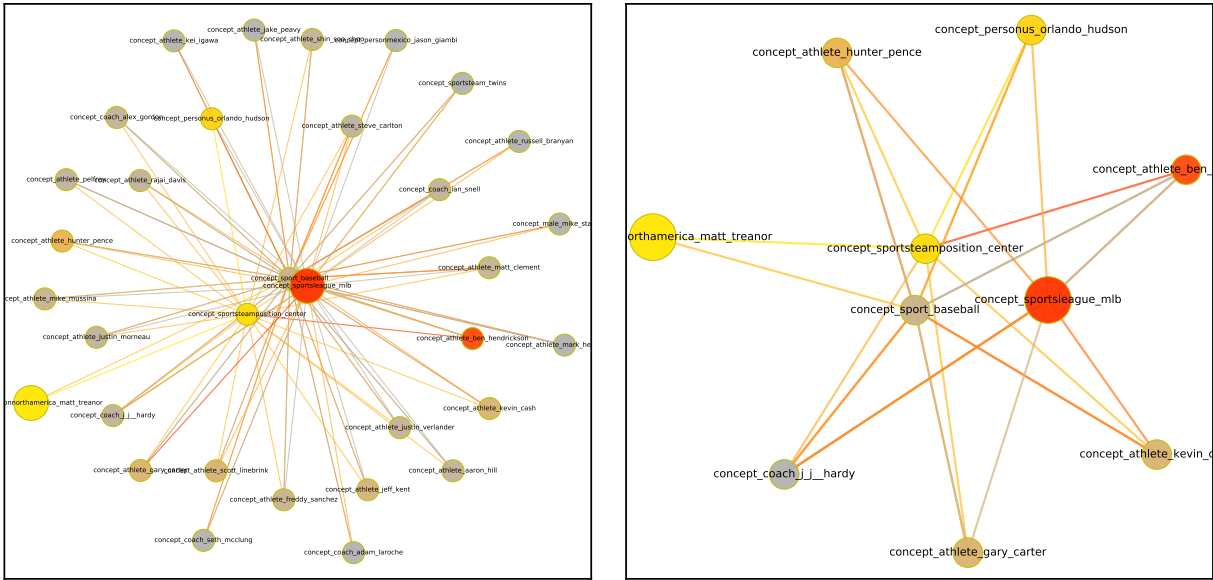 concept_athlete_jake_peavy
concept_athlete_kei_igawa
concept_athlete_shin_soo_choo
concept_personmexico_jason_giambi
concept_sportsteam_twins
concept_coach_alex_gordon
concept_personus_orlando_hudson
concept_athlete_steve_carlton
concept_athlete_russell_branyan
concept_athlete_pelfrey
concept_athlete_rajai_davis
concept_coach_ian_snell
concept_male_mike_sta
concept_athlete_hunter_pence
concept_athlete_matt_clement
concept_sport_baseball
concept_sportsleague_mlb
cept_athlete_mike_mussina
concept_sportsteamposition_center
concept_athlete_justin_morneau
concept_athlete_ben_hendrickson
concept_athlete_mark_he
onnorthamerica_matt_treanor
concept_coach_j_j__hardy
concept_athlete_kevin_cash
concept_athlete_justin_verlander
concept_athlete_gary_carter
concept_athlete_scott_linebrink
concept_athlete_aaron_hill
concept_athlete_jeff_kent
concept_athlete_freddy_sanchez
concept_coach_seth_mcclung
concept_coach_adam_laroche
concept_personus_orlando_hudson
concept_athlete_hunter_pence
concept_athlete_ben_
orthamerica_matt_treanor
concept_sportsteamposition_center
concept_sportsleague_mlb
concept_sport_baseball
concept_athlete_kevin_c
concept_coach_j_j__hardy
concept_athlete_gary_carter